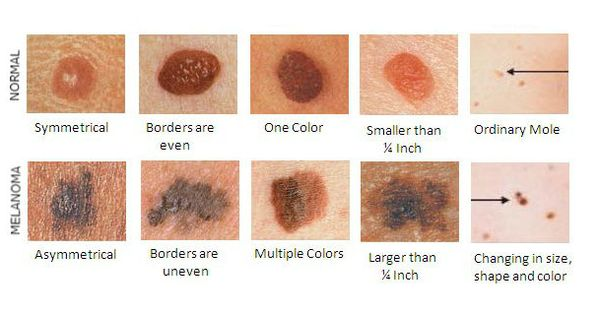 NORMAL
Symmetrical
Borders are
even
One Color
Smaller than
¼ Inch
Ordinary Mole
MELANOMA
Asymmetrical
Borders are
uneven
Multiple Colors
Larger than
¼ Inch
Changing in size,
shape and color